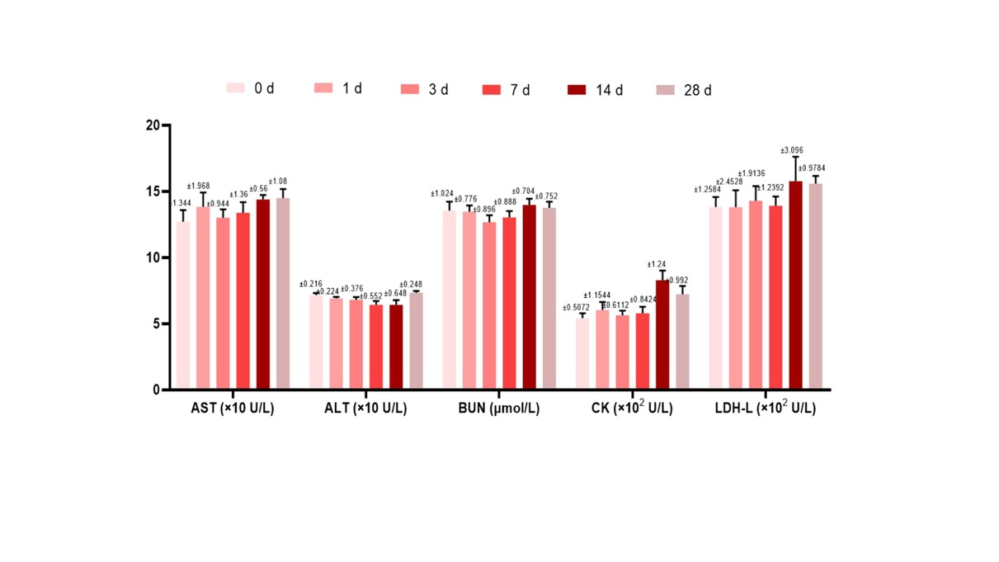 0 d 1 d 3 d 7 d 14 d 28 d
20
15
10
5
0
±1.344 ±1.968 ±0.944 ±1.36 ±0.56 ±1.08
±0.216 ±0.224 ±0.376 ±0.552 ±0.648 ±0.248
±1.024 ±0.776 ±0.896 ±0.888 ±0.704 ±0.752
±0.5072 ±1.1544 ±0.6112 ±0.8424 ±1.24 ±0.992
±1.2584 ±2.4528 ±1.9136 ±1.2392 ±3.096 ±0.9784
AST (×10 U/L) ALT (×10 U/L) BUN (μmol/L) CK (×10² U/L) LDH-L (×10² U/L)